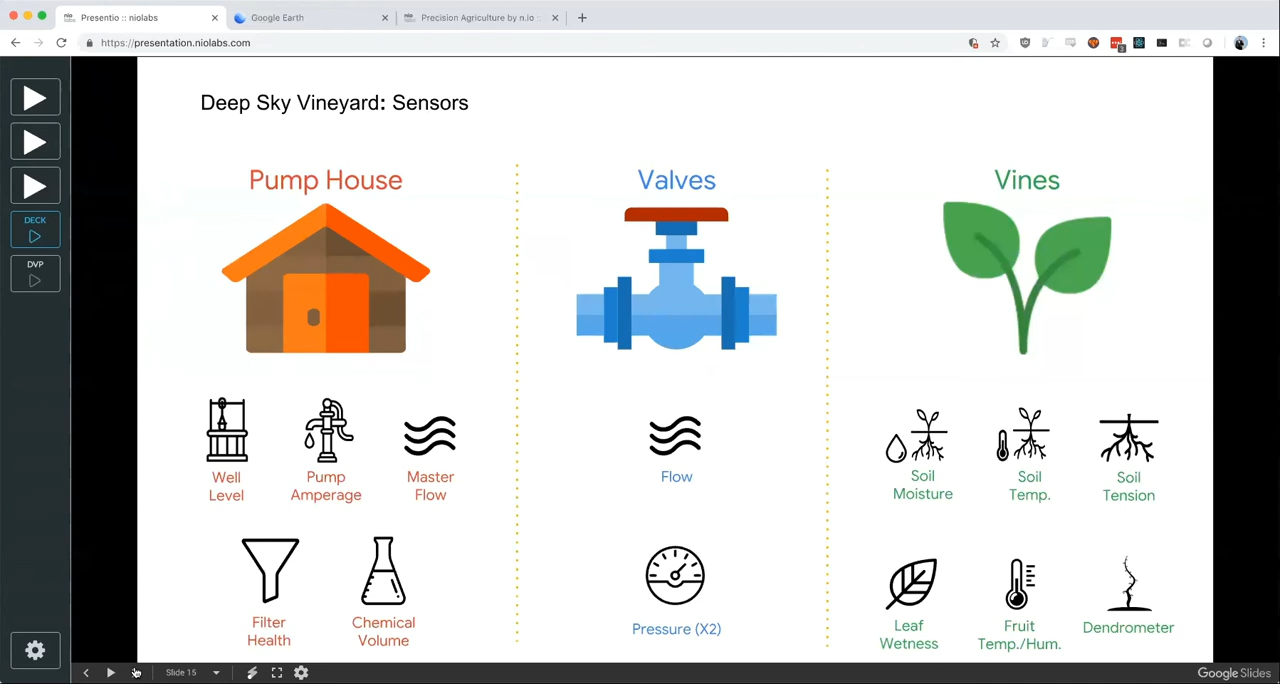 Presentio :: niolabs
Google Earth
Precision Agriculture by n.io ::
https://presentation.niolabs.com
DECK
DVP
Deep Sky Vineyard: Sensors
Pump House
Valves
Vines
Well
Level
Pump
Amperage
Master
Flow
Flow
Soil
Moisture
Soil
Temp.
Soil
Tension
Filter
Health
Chemical
Volume
Pressure (X2)
Leaf
Wetness
Fruit
Temp./Hum.
Dendrometer
Slide 15
Google Slides